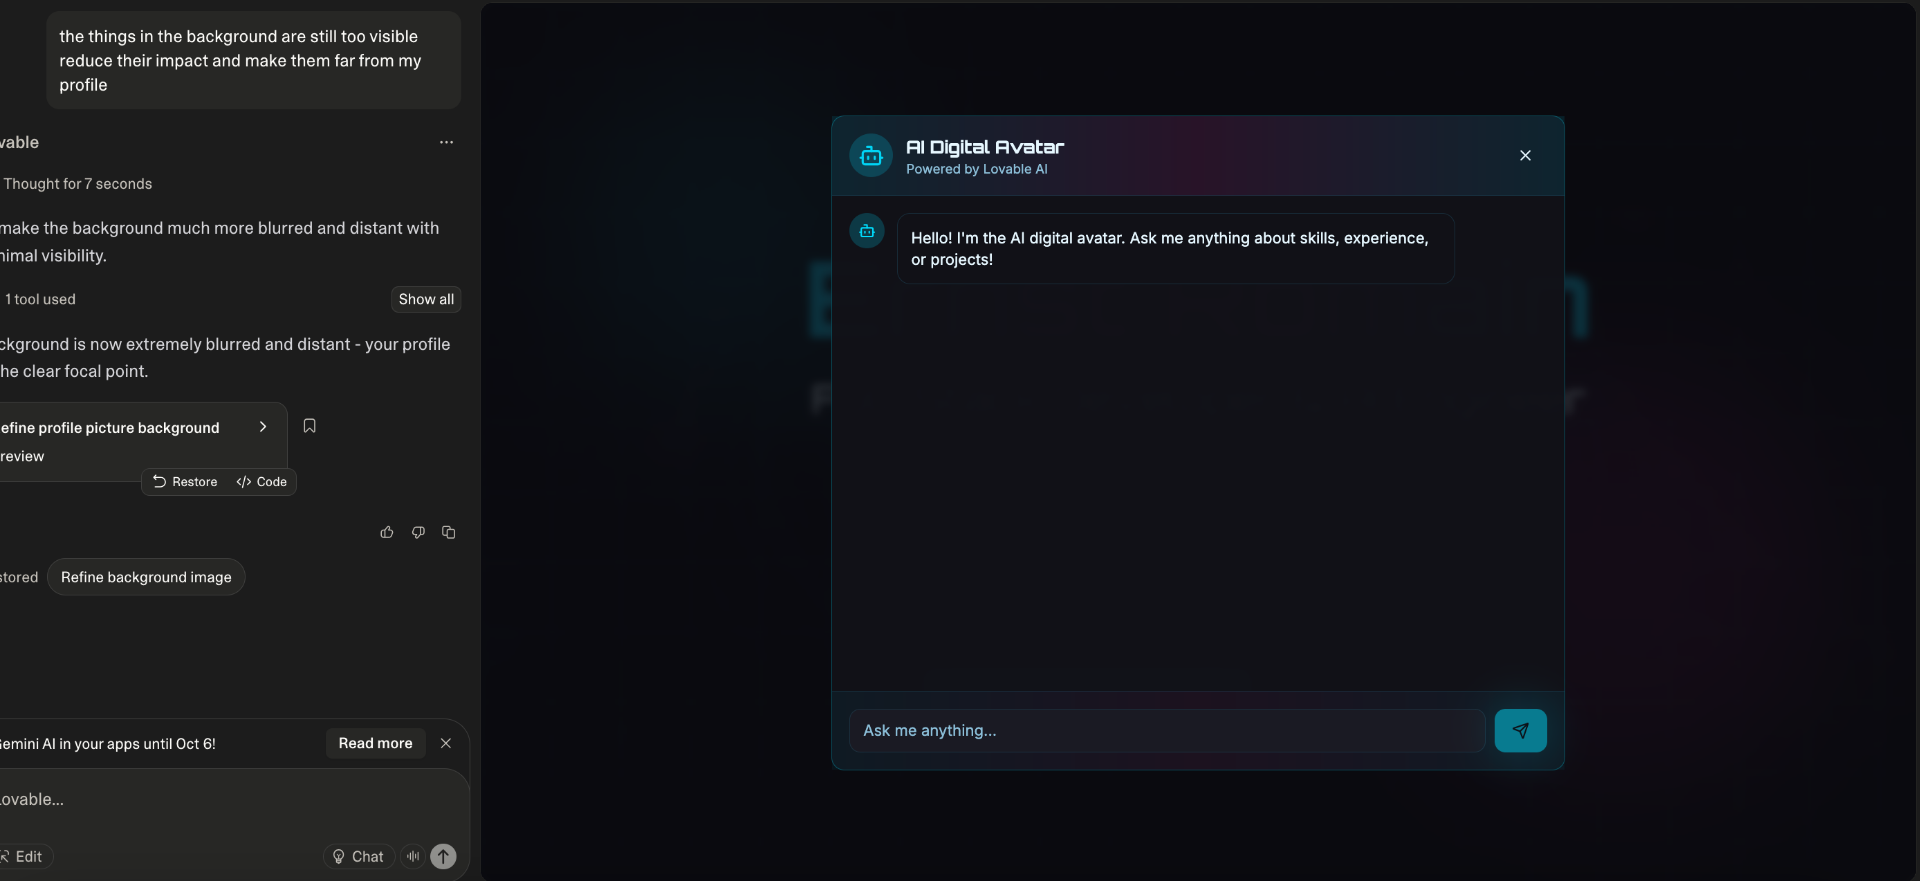 the things in the background are still too visible
reduce their impact and make them far from my
profile
vable
Thought for 7 seconds
make the background much more blurred and distant with
nimal visibility.
1 tool used
Show all
ckground is now extremely blurred and distant - your profile
he clear focal point.
efine profile picture background
review
Restore
Code
stored
Refine background image
Gemini AI in your apps until Oct 6!
Read more
Lovable...
Edit
Chat
AI Digital Avatar
Powered by Lovable AI
Hello! I'm the AI digital avatar. Ask me anything about skills, experience,
or projects!
Ask me anything...